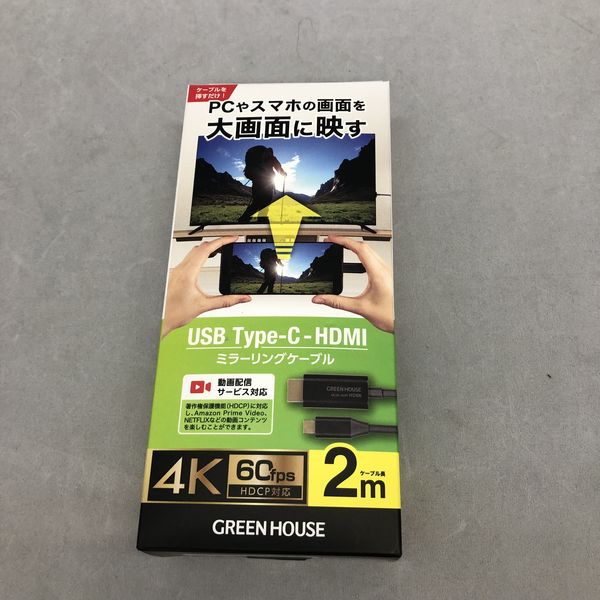 ケーブルを
挿すだけ!
PCやスマホの画面を
大画面に映す
USB Type-C-HDMI
ミラーリングケーブル
動画配信
サービス対応
著作権保護機能(HDCP)に対応
し、Amazon Prime Video、
NETFLIXなどの動画コンテンツ
を楽しむことができます。
GREEN HOUSE
4K
60fps
HDCP対応
ケーブル長
2m
GREEN HOUSE